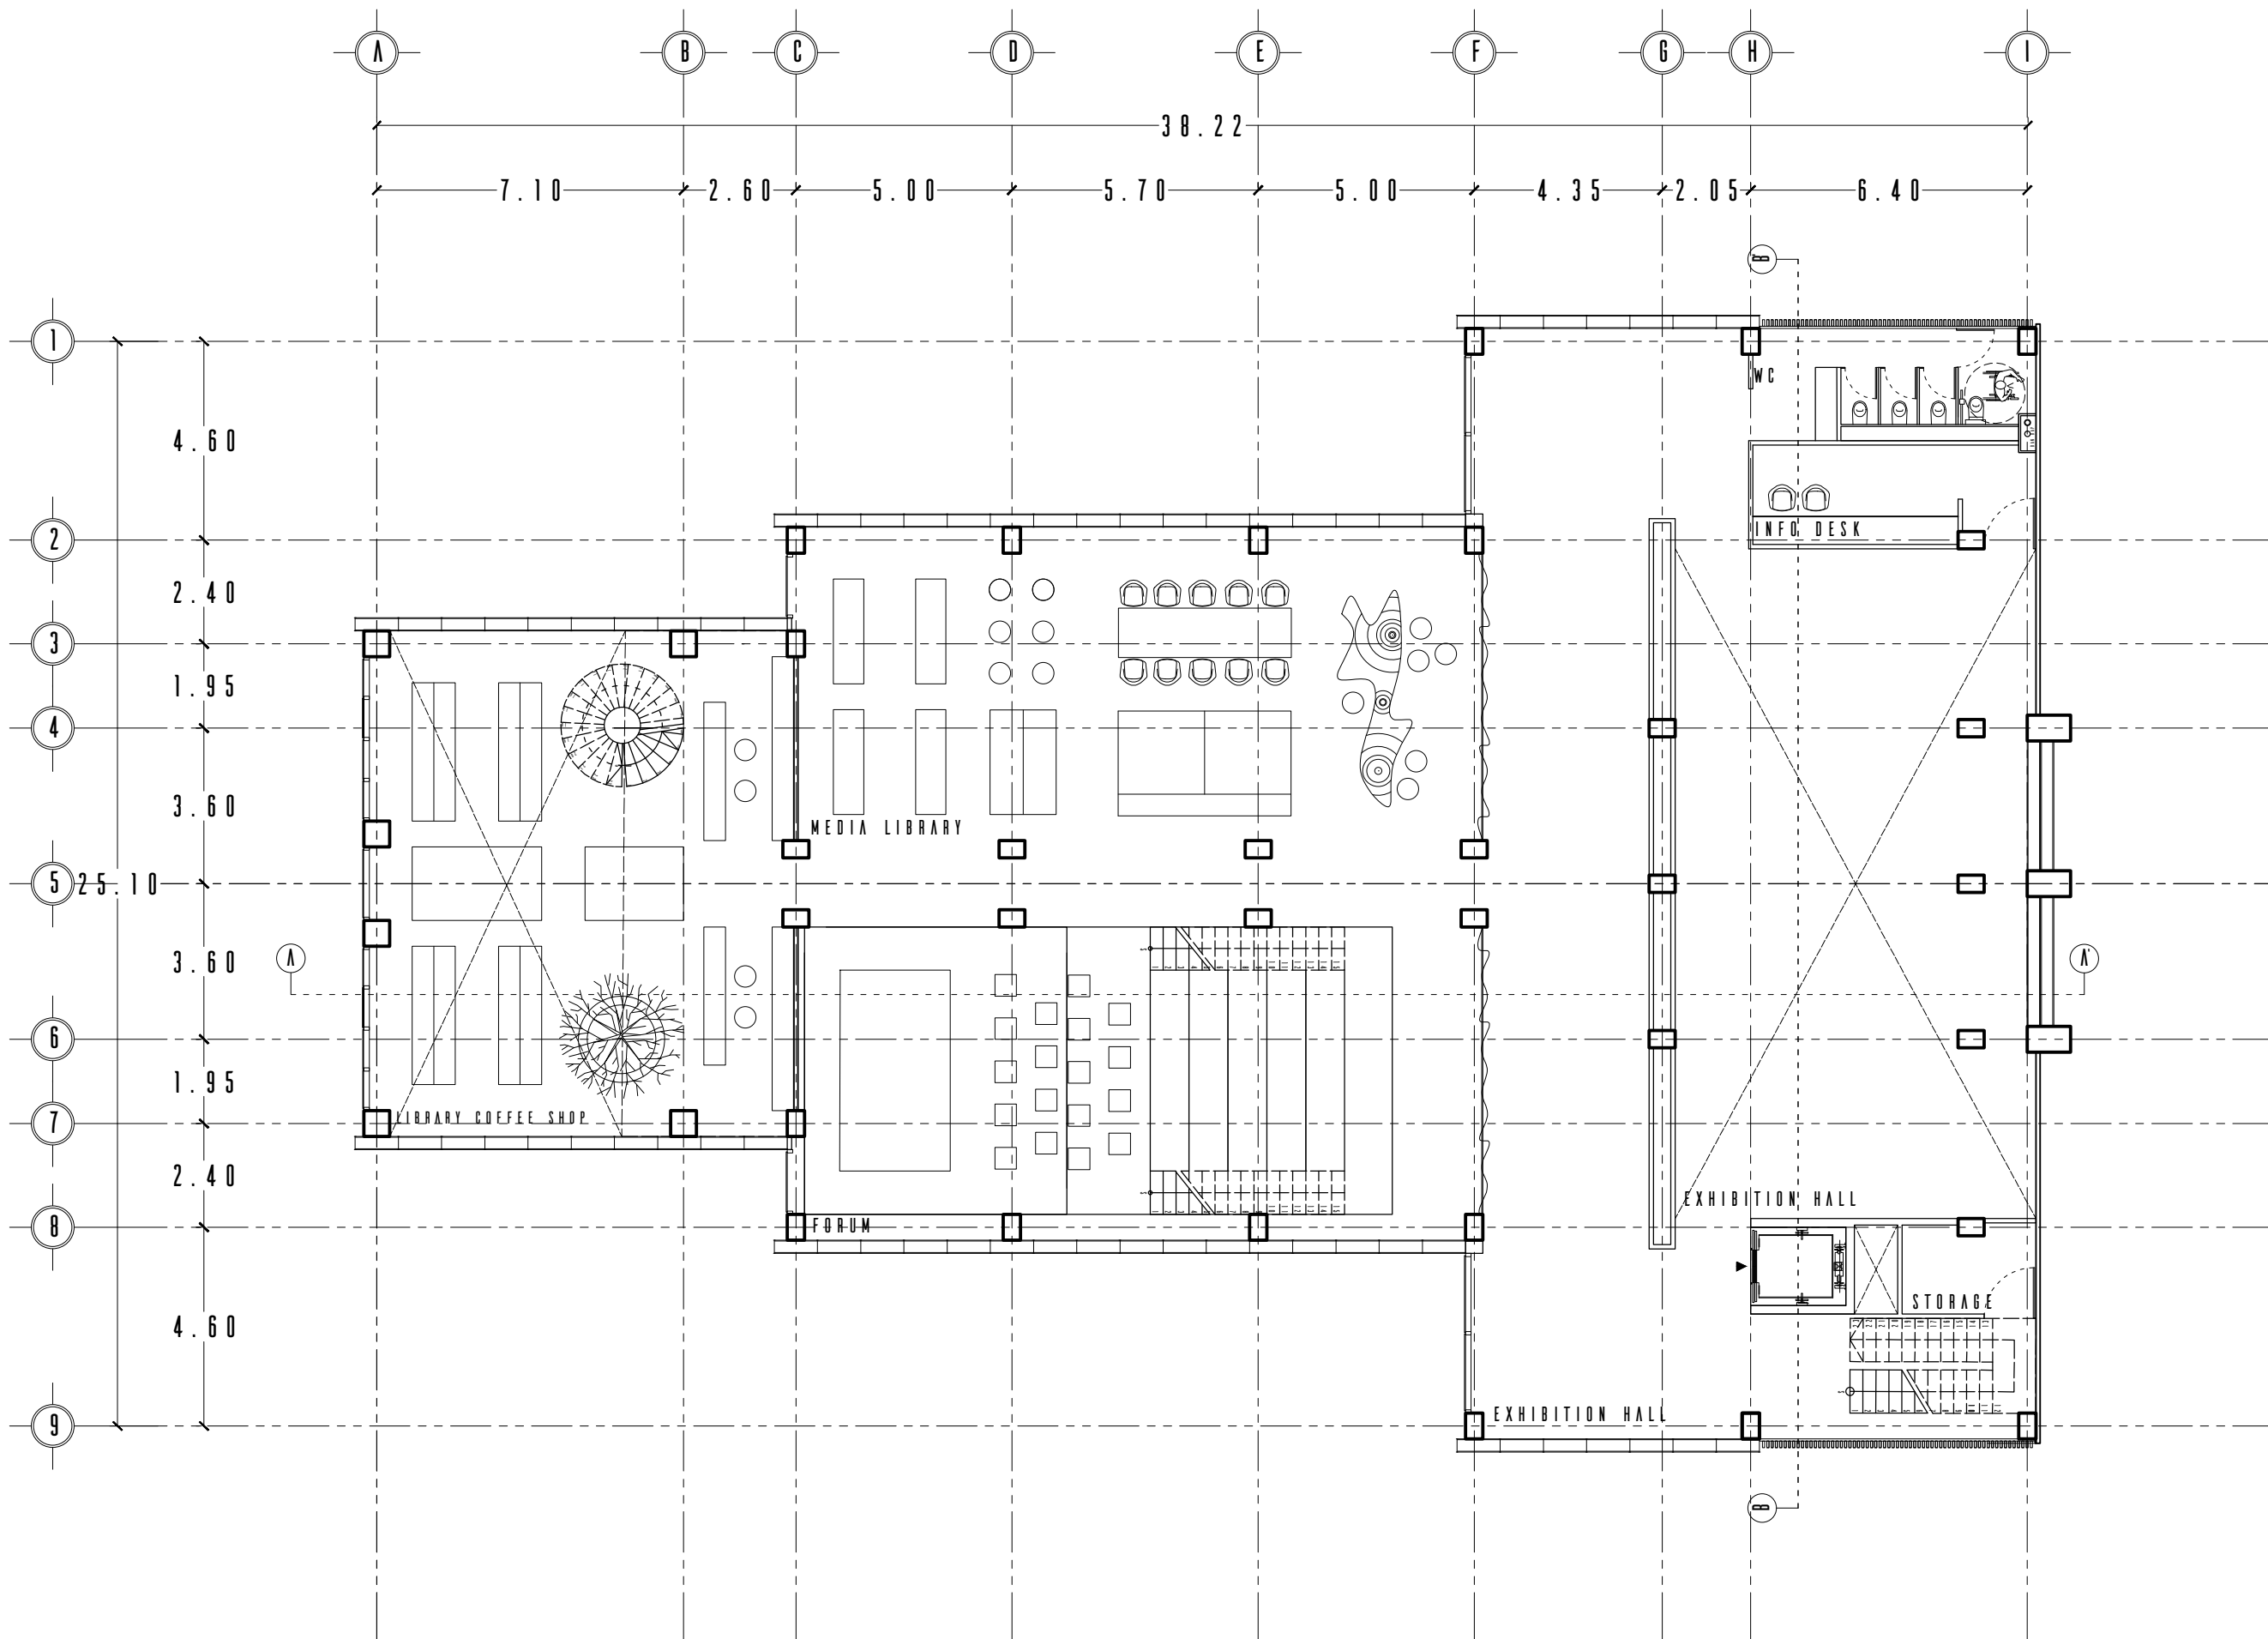 A B C D E F G H I
38.22
7.10 2.60 5.00 5.70 5.00 4.35 2.05 6.40
B'
1
WC
4.60
2
INFO DESK
2.40
3
1.95
4
3.60
MEDIA LIBRARY
5
25.10
A
A'
3.60
6
1.95
7
LIBRARY COFFEE SHOP
2.40
EXHIBITION HALL
8
FORUM
STORAGE
4.60
EXHIBITION HALL
9
B